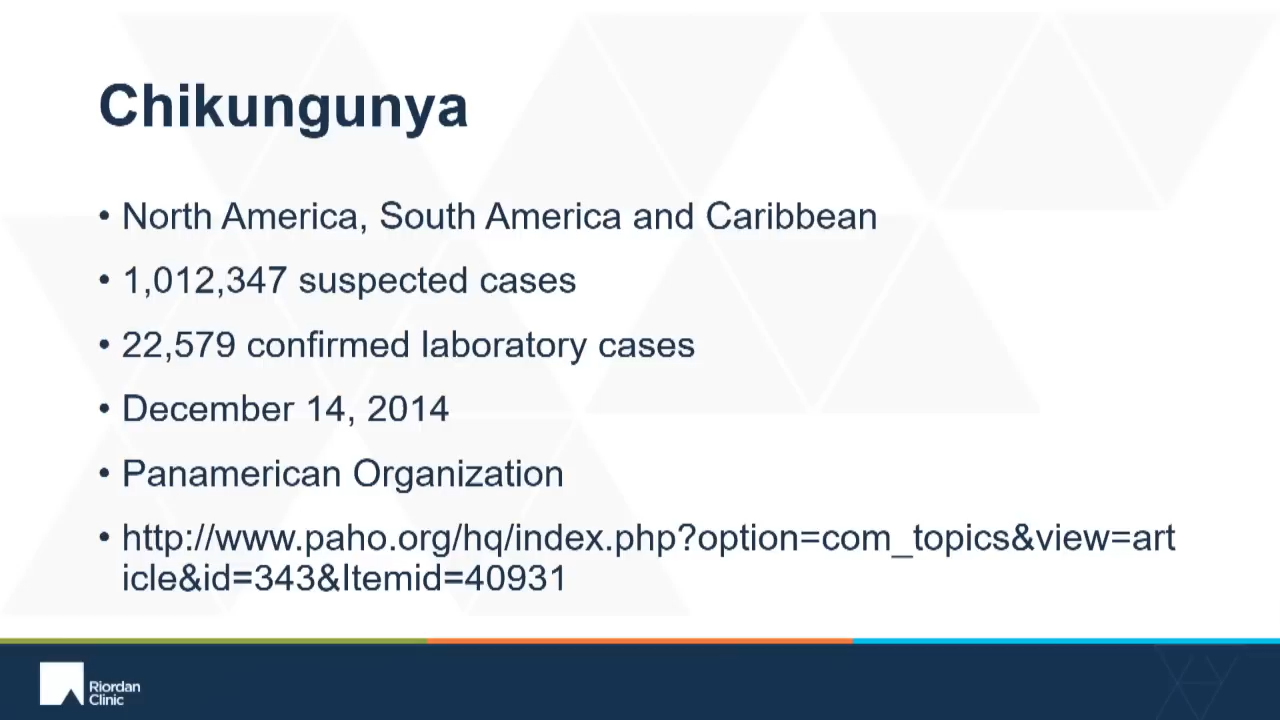 Chikungunya
• North America, South America and Caribbean
• 1,012,347 suspected cases
• 22,579 confirmed laboratory cases
• December 14, 2014
• Panamerican Organization
• http://www.paho.org/hq/index.php?option=com_topics&view=art
icle&id=343&Itemid=40931
Riordan
Clinic